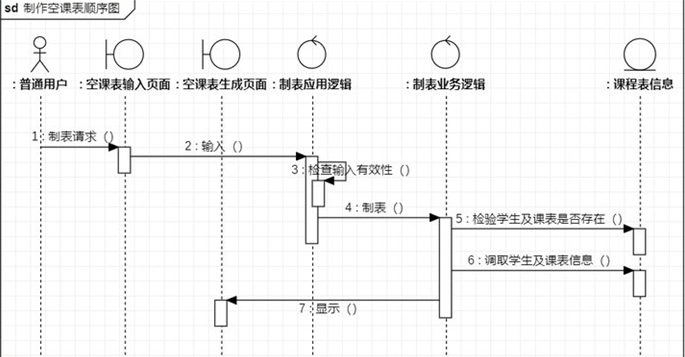 sd 制作空课表顺序图
: 普通用户
: 空课表输入页面
: 空课表生成页面
: 制表应用逻辑
: 制表业务逻辑
: 课程表信息
1 : 制表请求（）
2 : 输入（）
3 : 检查输入有效性（）
4 : 制表（）
5 : 检验学生及课表是否存在（）
6 : 调取学生及课表信息（）
7 : 显示（）